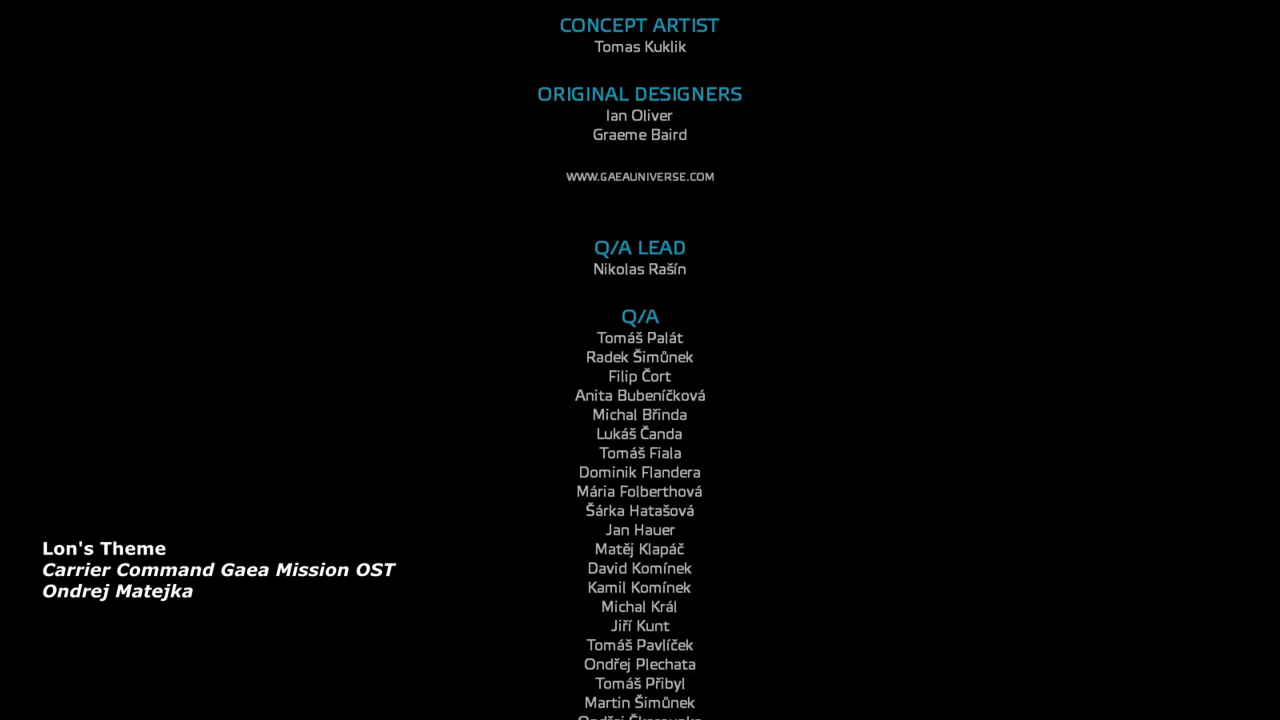 CONCEPT ARTIST
Tomas Kuklik
ORIGINAL DESIGNERS
Ian Oliver
Graeme Baird
WWW.GAEAUNIVERSE.COM
Q/A LEAD
Nikolas Rašín
Q/A
Tomáš Palát
Radek Šimůnek
Filip Čort
Anita Bubeníčková
Michal Břinda
Lukáš Čanda
Tomáš Fiala
Dominik Flandera
Mária Folberthová
Šárka Hatašová
Jan Hauer
Matěj Klapáč
David Komínek
Kamil Komínek
Michal Král
Jiří Kunt
Tomáš Pavlíček
Ondřej Plechata
Tomáš Přibyl
Martin Šimůnek
Lon's Theme
Carrier Command Gaea Mission OST
Ondrej Matejka